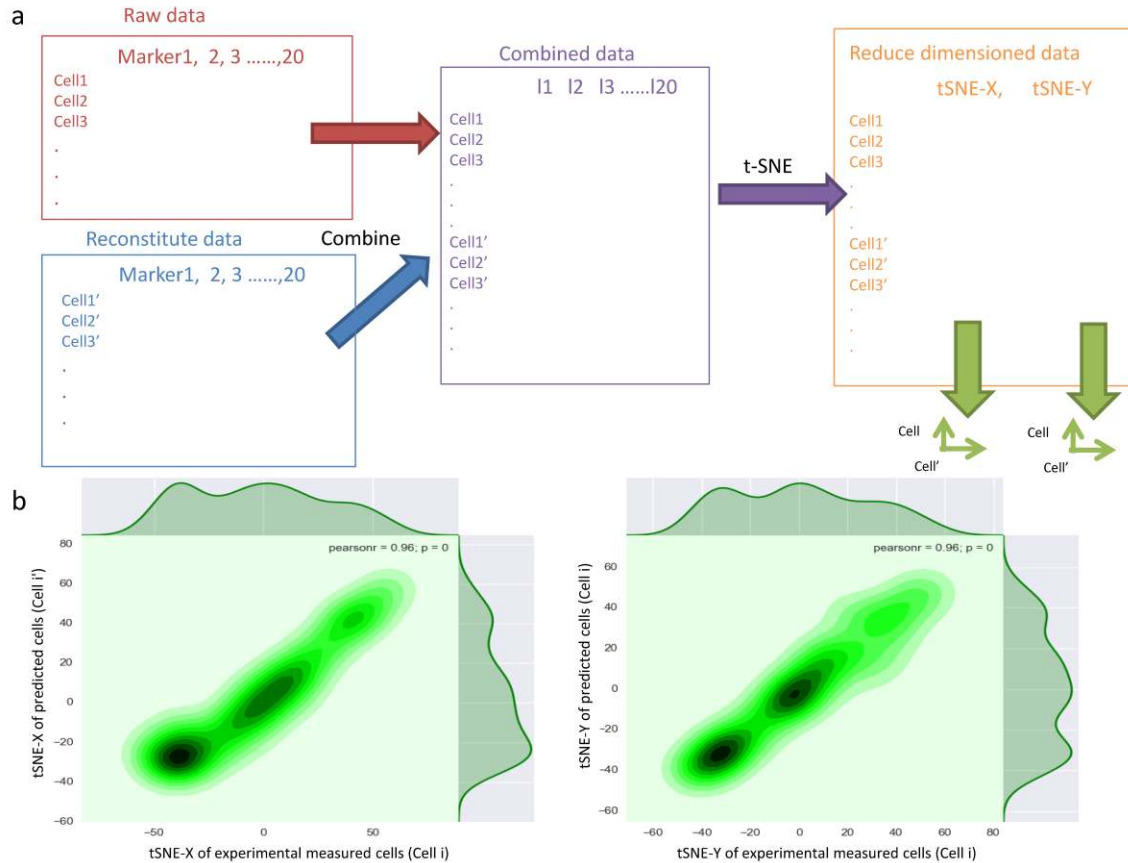 a
Raw data
Marker1, 2, 3 ......,20
Cell1
Cell2
Cell3
.
.
.
Reconstitute data
Marker1, 2, 3 ......,20
Cell1’
Cell2’
Cell3’
.
.
.
Combine
Combined data
I1 I2 I3 ......I20
Cell1
Cell2
Cell3
.
.
.
Cell1’
Cell2’
Cell3’
.
.
.
t-SNE
Reduce dimensioned data
tSNE-X, tSNE-Y
Cell1
Cell2
Cell3
.
.
.
Cell1’
Cell2’
Cell3’
.
.
.
Cell
Cell’
Cell
Cell’
b
pearsonr = 0.96; p = 0
tSNE-X of predicted cells (Cell i’)
80
60
40
20
0
−20
−40
−60
−50 0 50
tSNE-X of experimental measured cells (Cell i)
pearsonr = 0.96; p = 0
tSNE-Y of predicted cells (Cell i)
60
40
20
0
−20
−40
−60
−60 −40 −20 0 20 40 60 80
tSNE-Y of experimental measured cells (Cell i)